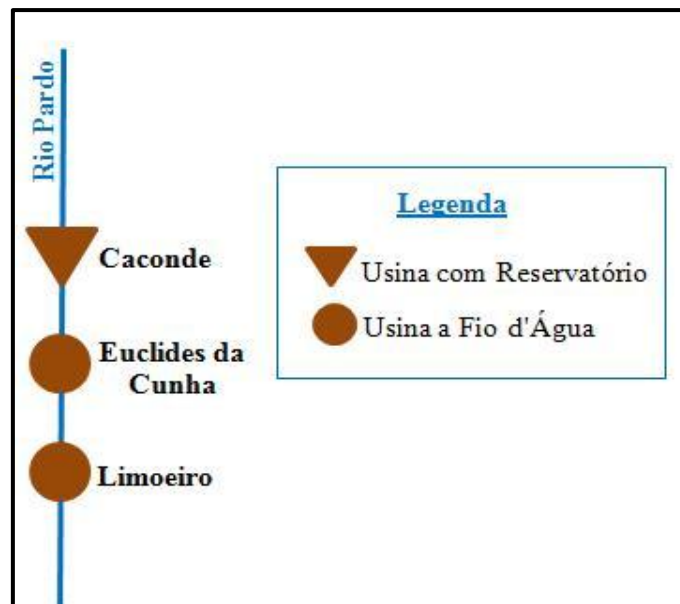 Rio Pardo
Caconde
Euclides da
Cunha
Limoeiro
Legenda
Usina com Reservatório
Usina a Fio d'Água